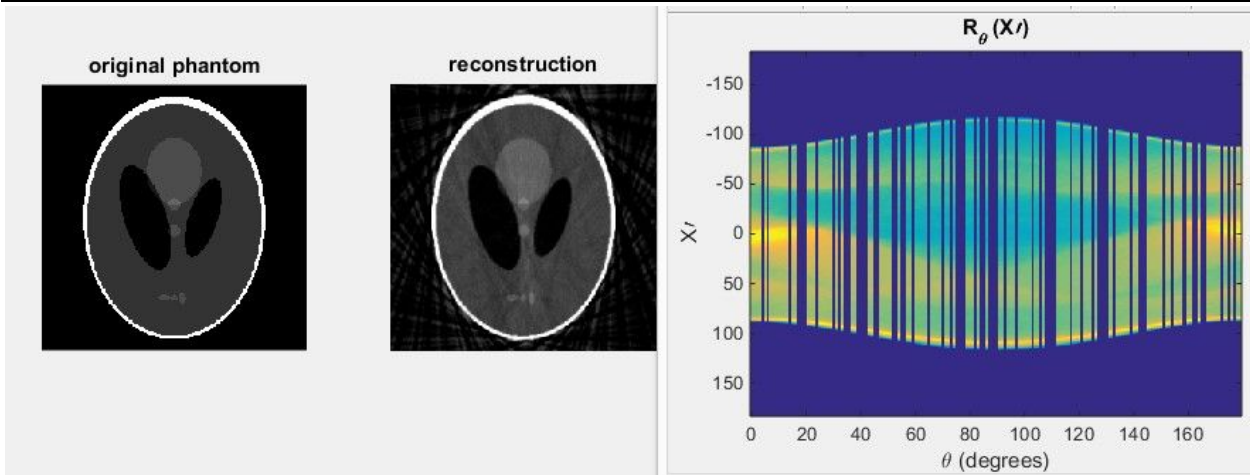 original phantom
reconstruction
R_θ (X′)
-150
-100
-50
0
50
100
150
X′
0 20 40 60 80 100 120 140 160
θ (degrees)